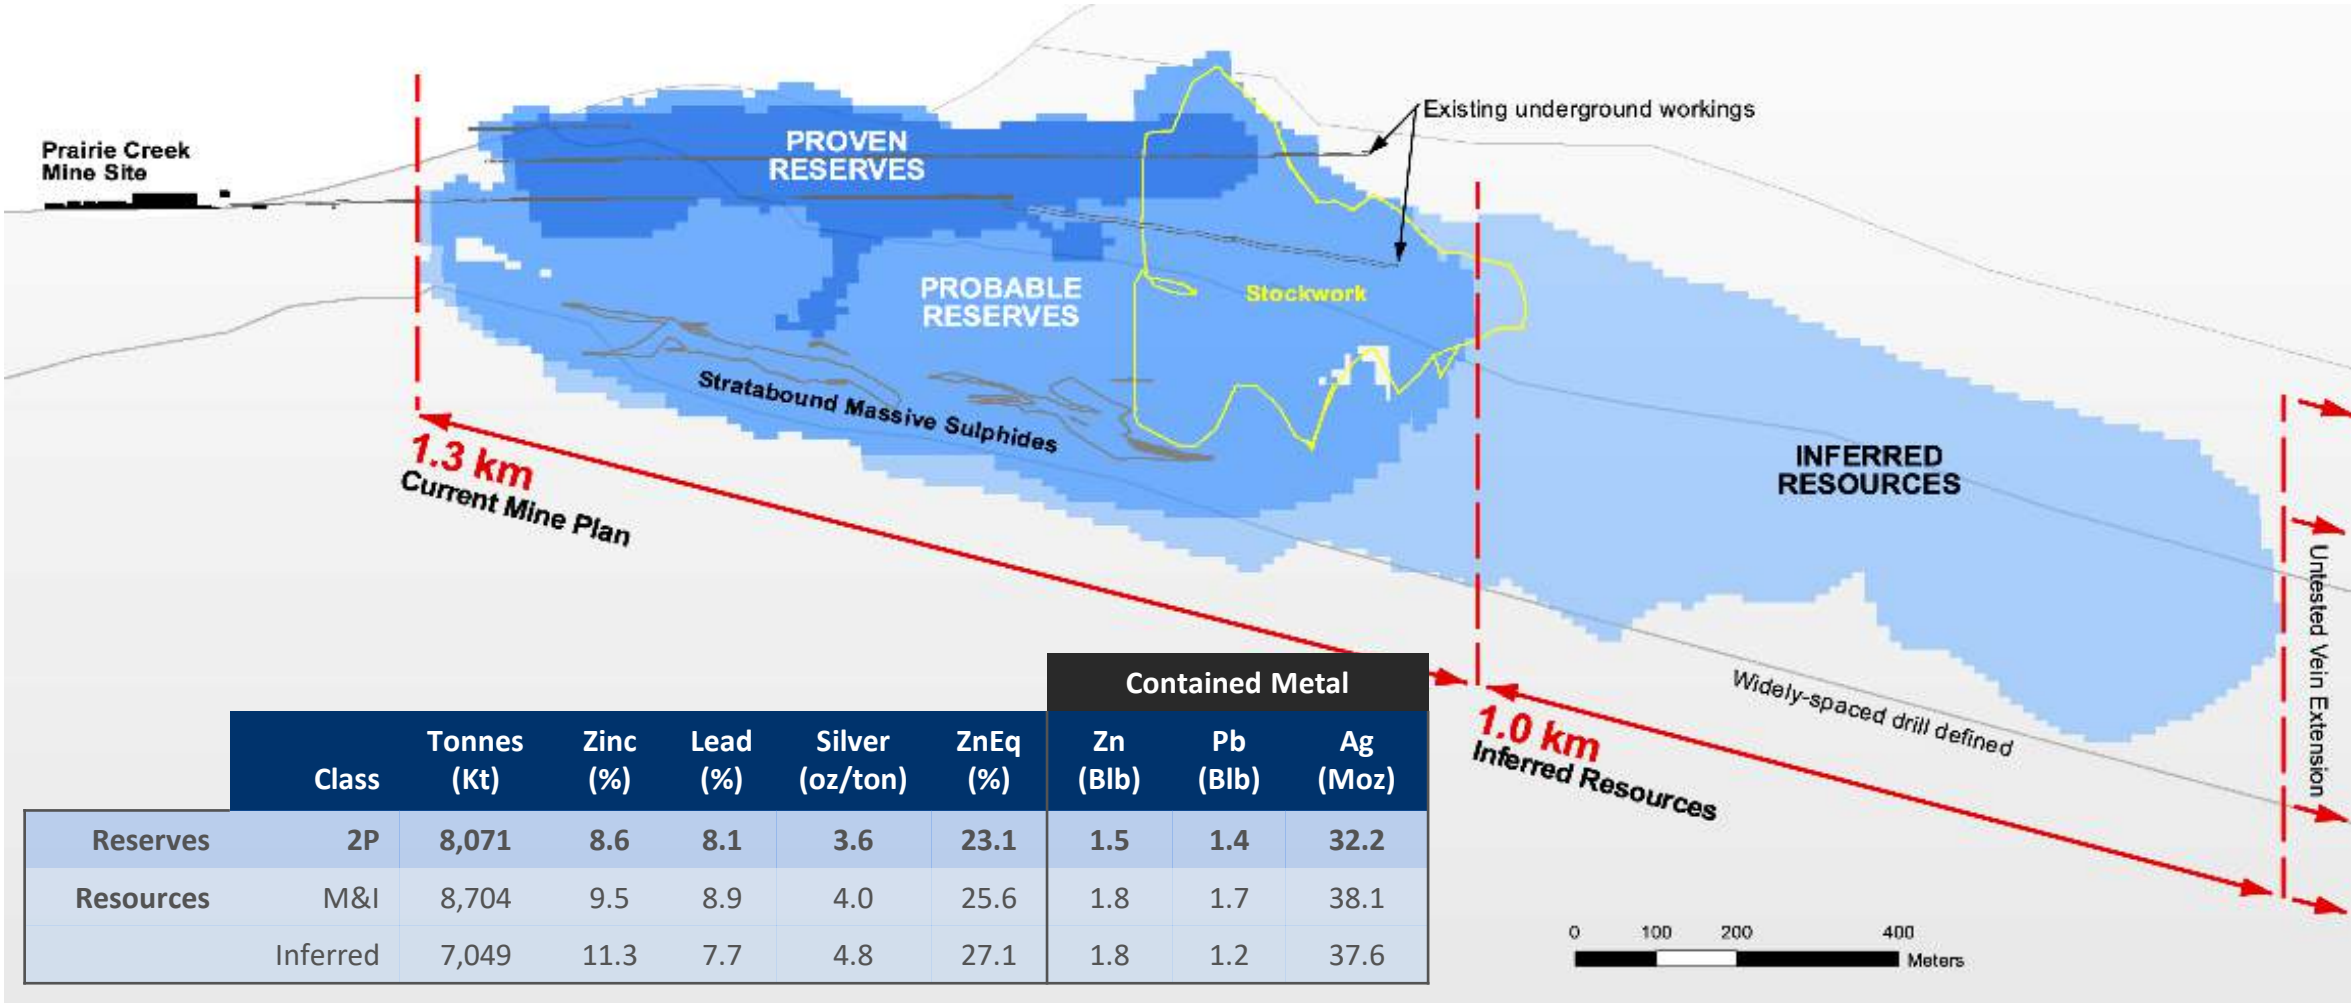 Prairie Creek
Mine Site
PROVEN
RESERVES
Existing underground workings
PROBABLE
RESERVES
Stockwork
Stratabound Massive Sulphides
INFERRED
RESOURCES
1.3 km
Current Mine Plan
1.0 km
Inferred Resources
Widely-spaced drill defined
Untested Vein Extension
Contained Metal
Class Tonnes (Kt) Zinc (%) Lead (%) Silver (oz/ton) ZnEq (%) Zn (Blb) Pb (Blb) Ag (Moz)
Reserves 2P 8,071 8.6 8.1 3.6 23.1 1.5 1.4 32.2
Resources M&I 8,704 9.5 8.9 4.0 25.6 1.8 1.7 38.1
Inferred 7,049 11.3 7.7 4.8 27.1 1.8 1.2 37.6
0 100 200 400
Meters